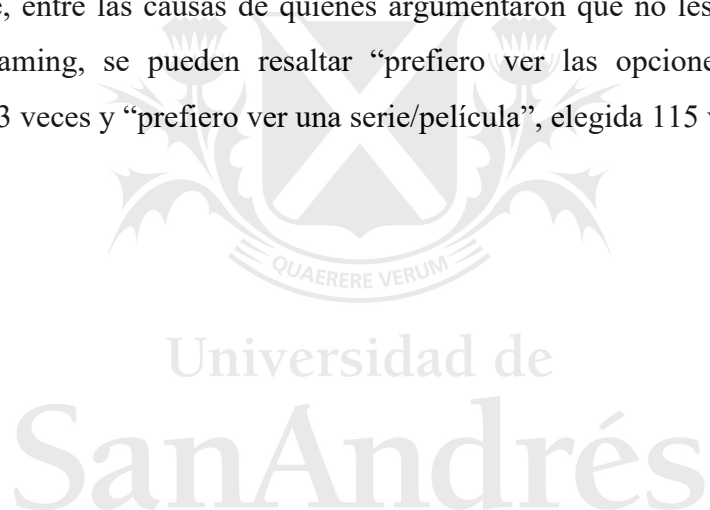 , entre las causas de quienes argumentaron que no les
aming, se pueden resaltar “prefiero ver las opcione
3 veces y “prefiero ver una serie/película”, elegida 115
QUAERERE VERUM
Universidad de
SanAndrés